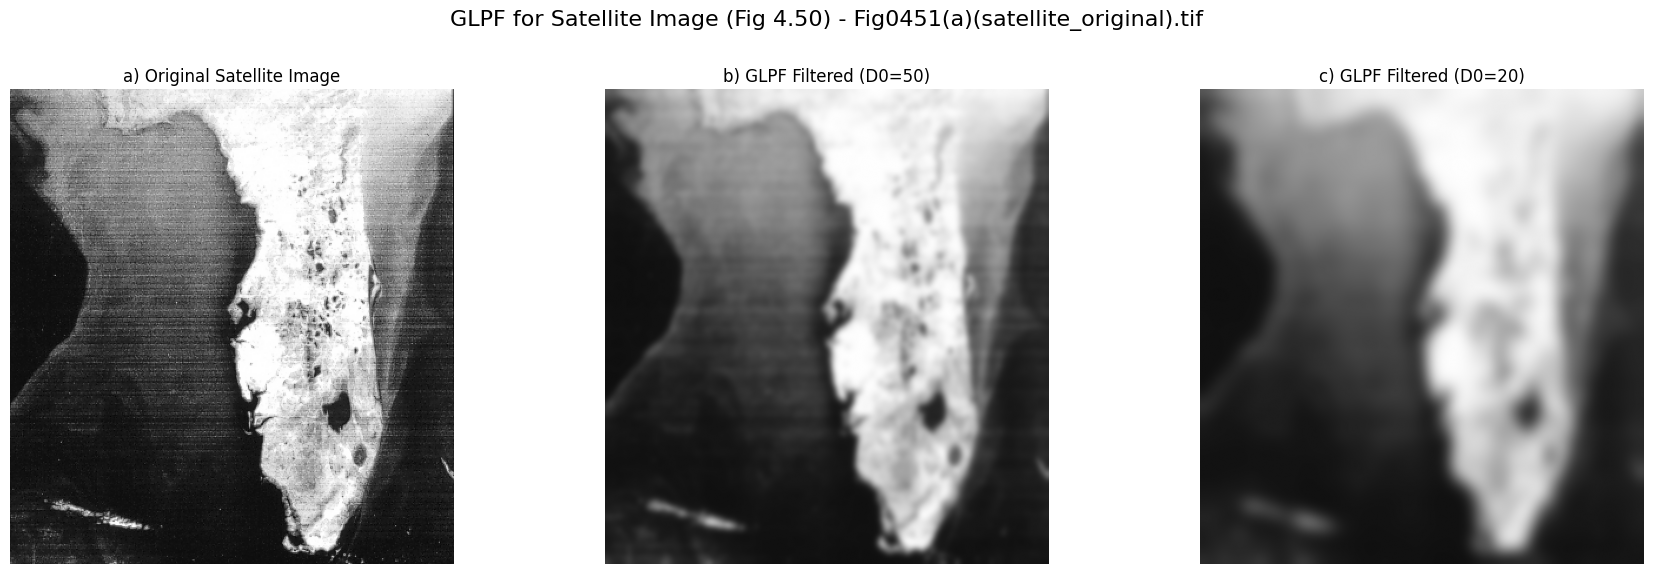 GLPF for Satellite Image (Fig 4.50) - Fig0451(a)(satellite_original).tif
a) Original Satellite Image
b) GLPF Filtered (D0=50)
c) GLPF Filtered (D0=20)